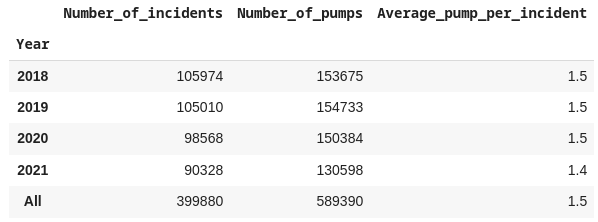 Number_of_incidents Number_of_pumps Average_pump_per_incident
Year
2018 105974 153675 1.5
2019 105010 154733 1.5
2020 98568 150384 1.5
2021 90328 130598 1.4
All 399880 589390 1.5